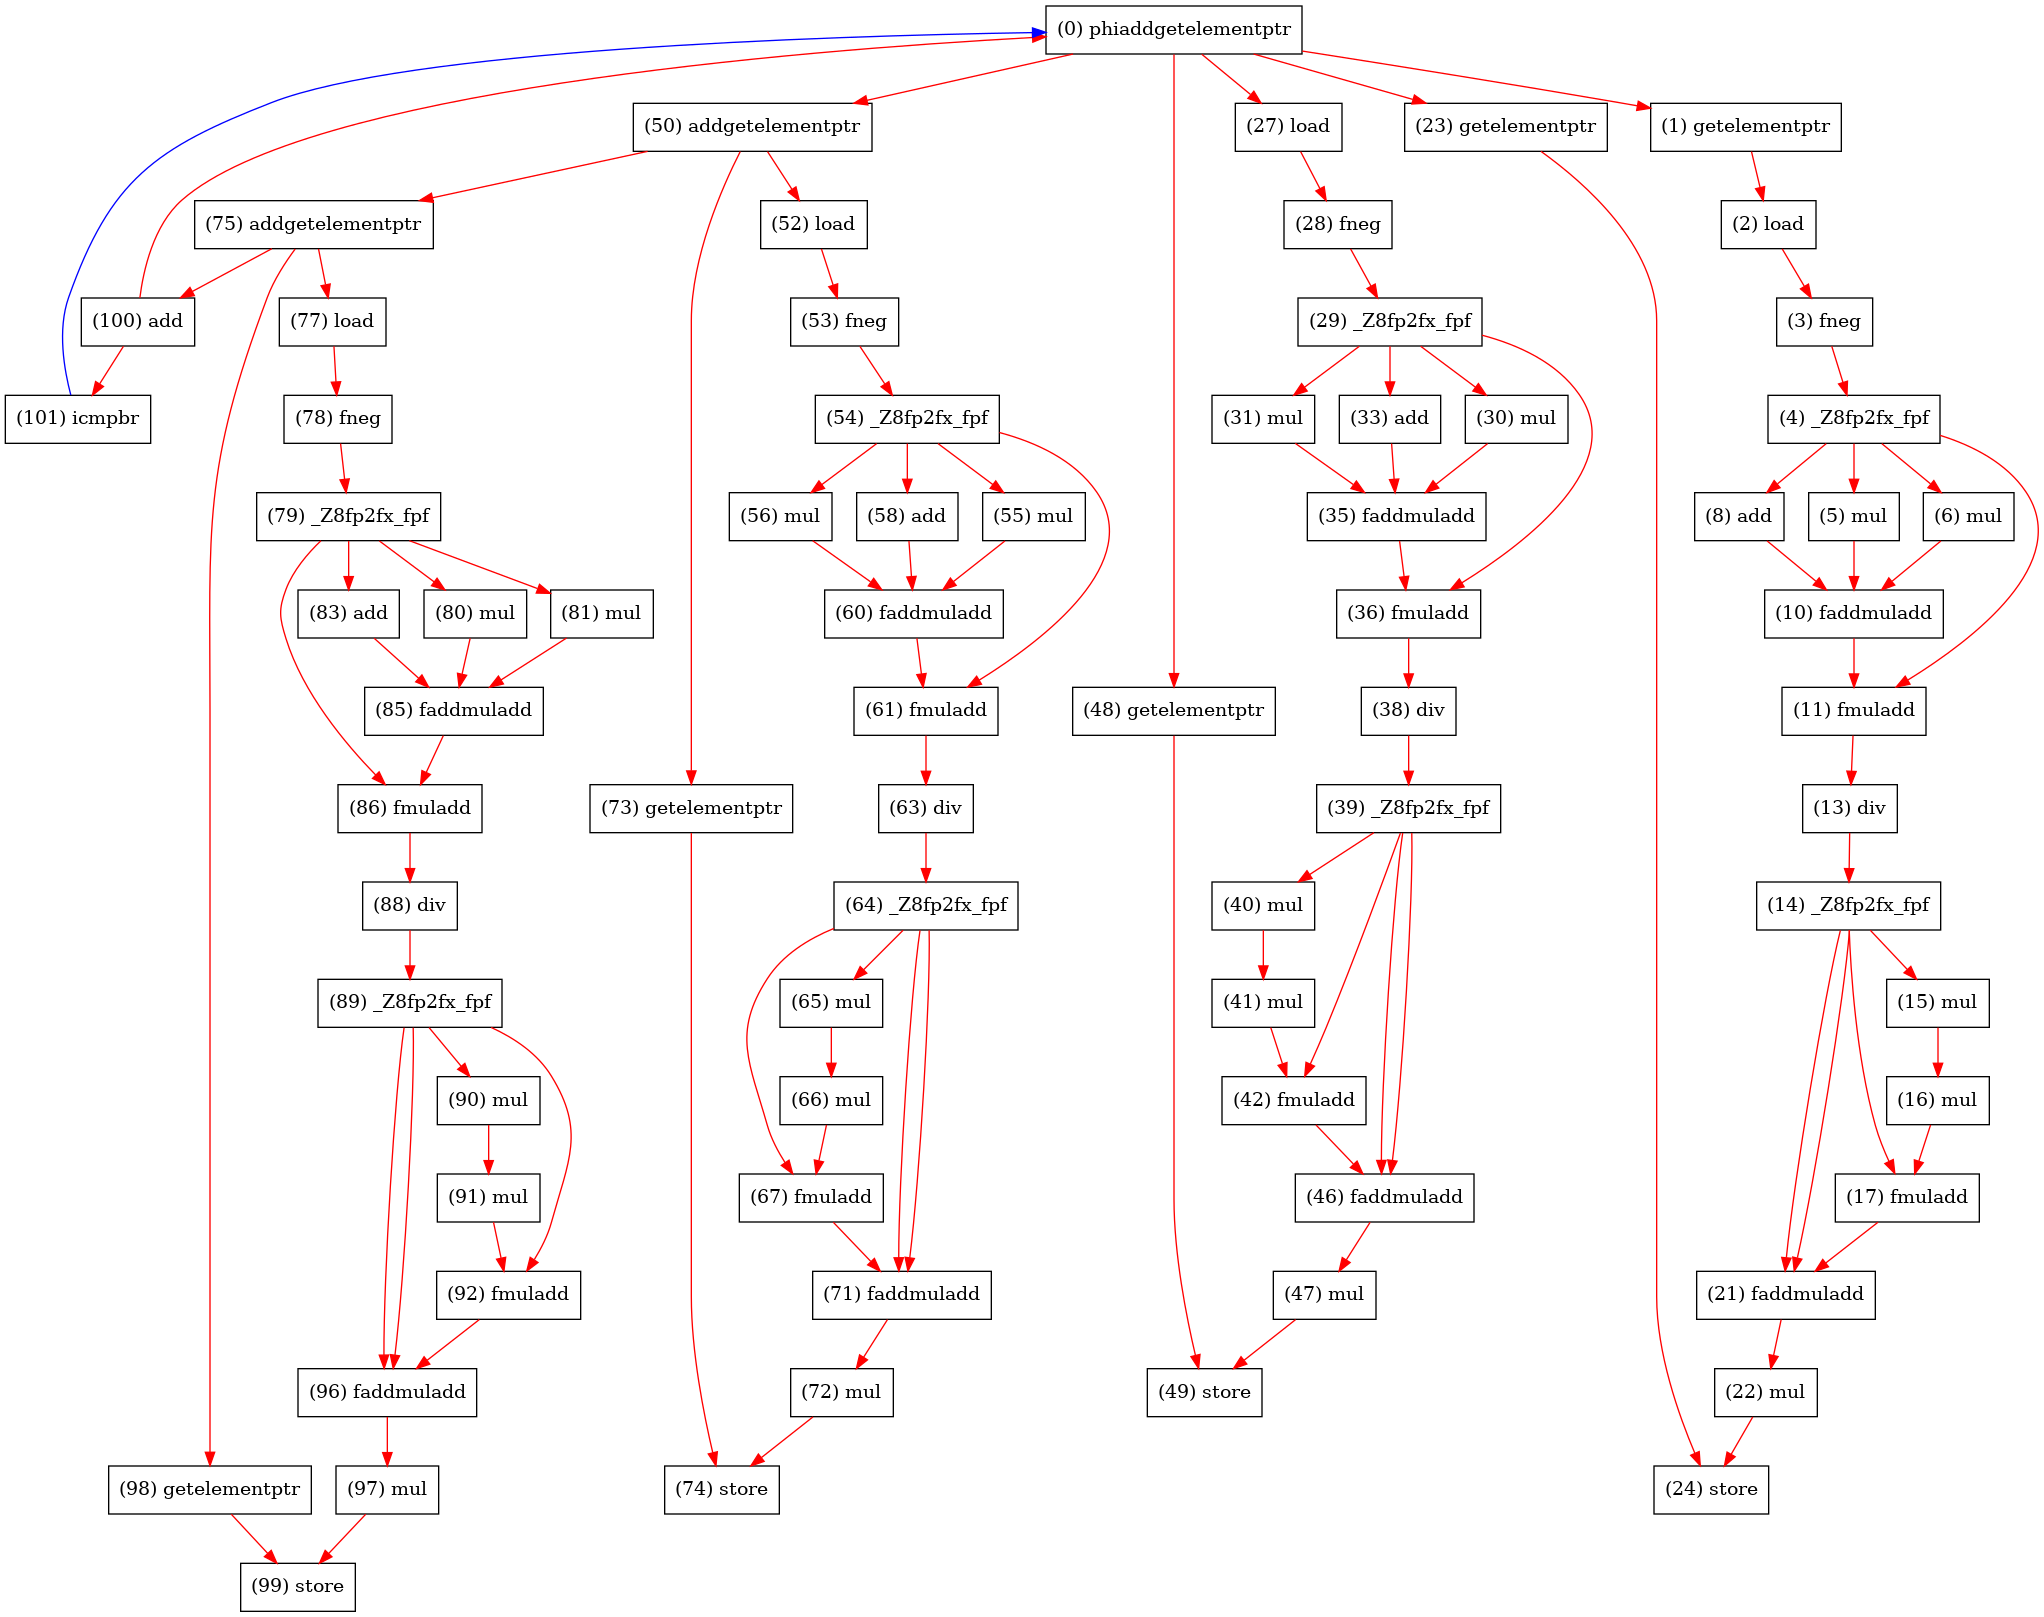 (0) phiaddgetelementptr
(50) addgetelementptr
(27) load
(23) getelementptr
(1) getelementptr
(75) addgetelementptr
(52) load
(28) fneg
(2) load
(100) add
(77) load
(53) fneg
(29) _Z8fp2fx_fpf
(3) fneg
(101) icmpbr
(78) fneg
(54) _Z8fp2fx_fpf
(31) mul
(33) add
(30) mul
(4) _Z8fp2fx_fpf
(79) _Z8fp2fx_fpf
(56) mul
(58) add
(55) mul
(35) faddmuladd
(8) add
(5) mul
(6) mul
(83) add
(80) mul
(81) mul
(60) faddmuladd
(36) fmuladd
(10) faddmuladd
(85) faddmuladd
(61) fmuladd
(48) getelementptr
(38) div
(11) fmuladd
(86) fmuladd
(73) getelementptr
(63) div
(39) _Z8fp2fx_fpf
(13) div
(88) div
(64) _Z8fp2fx_fpf
(40) mul
(14) _Z8fp2fx_fpf
(89) _Z8fp2fx_fpf
(65) mul
(41) mul
(15) mul
(90) mul
(66) mul
(42) fmuladd
(16) mul
(91) mul
(67) fmuladd
(46) faddmuladd
(17) fmuladd
(92) fmuladd
(71) faddmuladd
(47) mul
(21) faddmuladd
(96) faddmuladd
(72) mul
(49) store
(22) mul
(98) getelementptr
(97) mul
(74) store
(24) store
(99) store